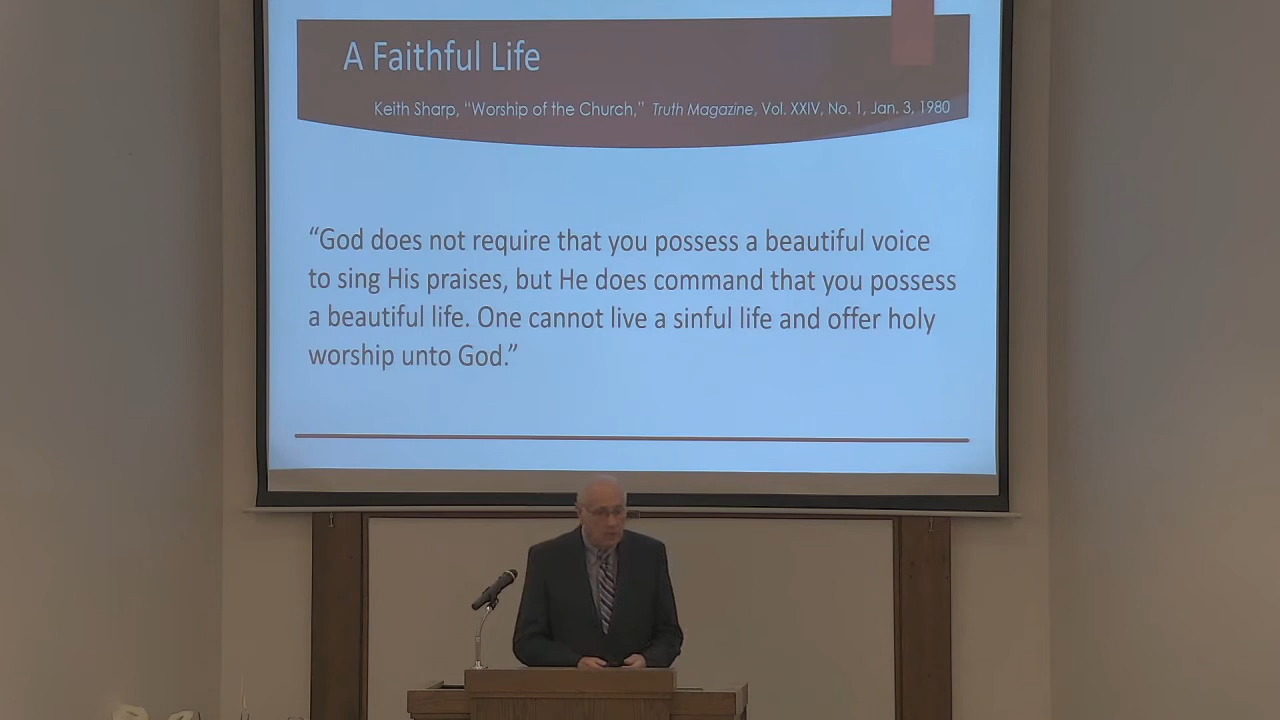 A Faithful Life
Keith Sharp, “Worship of the Church,” Truth Magazine, Vol. XXIV, No. 1, Jan. 3, 1980
“God does not require that you possess a beautiful voice
to sing His praises, but He does command that you possess
a beautiful life. One cannot live a sinful life and offer holy
worship unto God.”